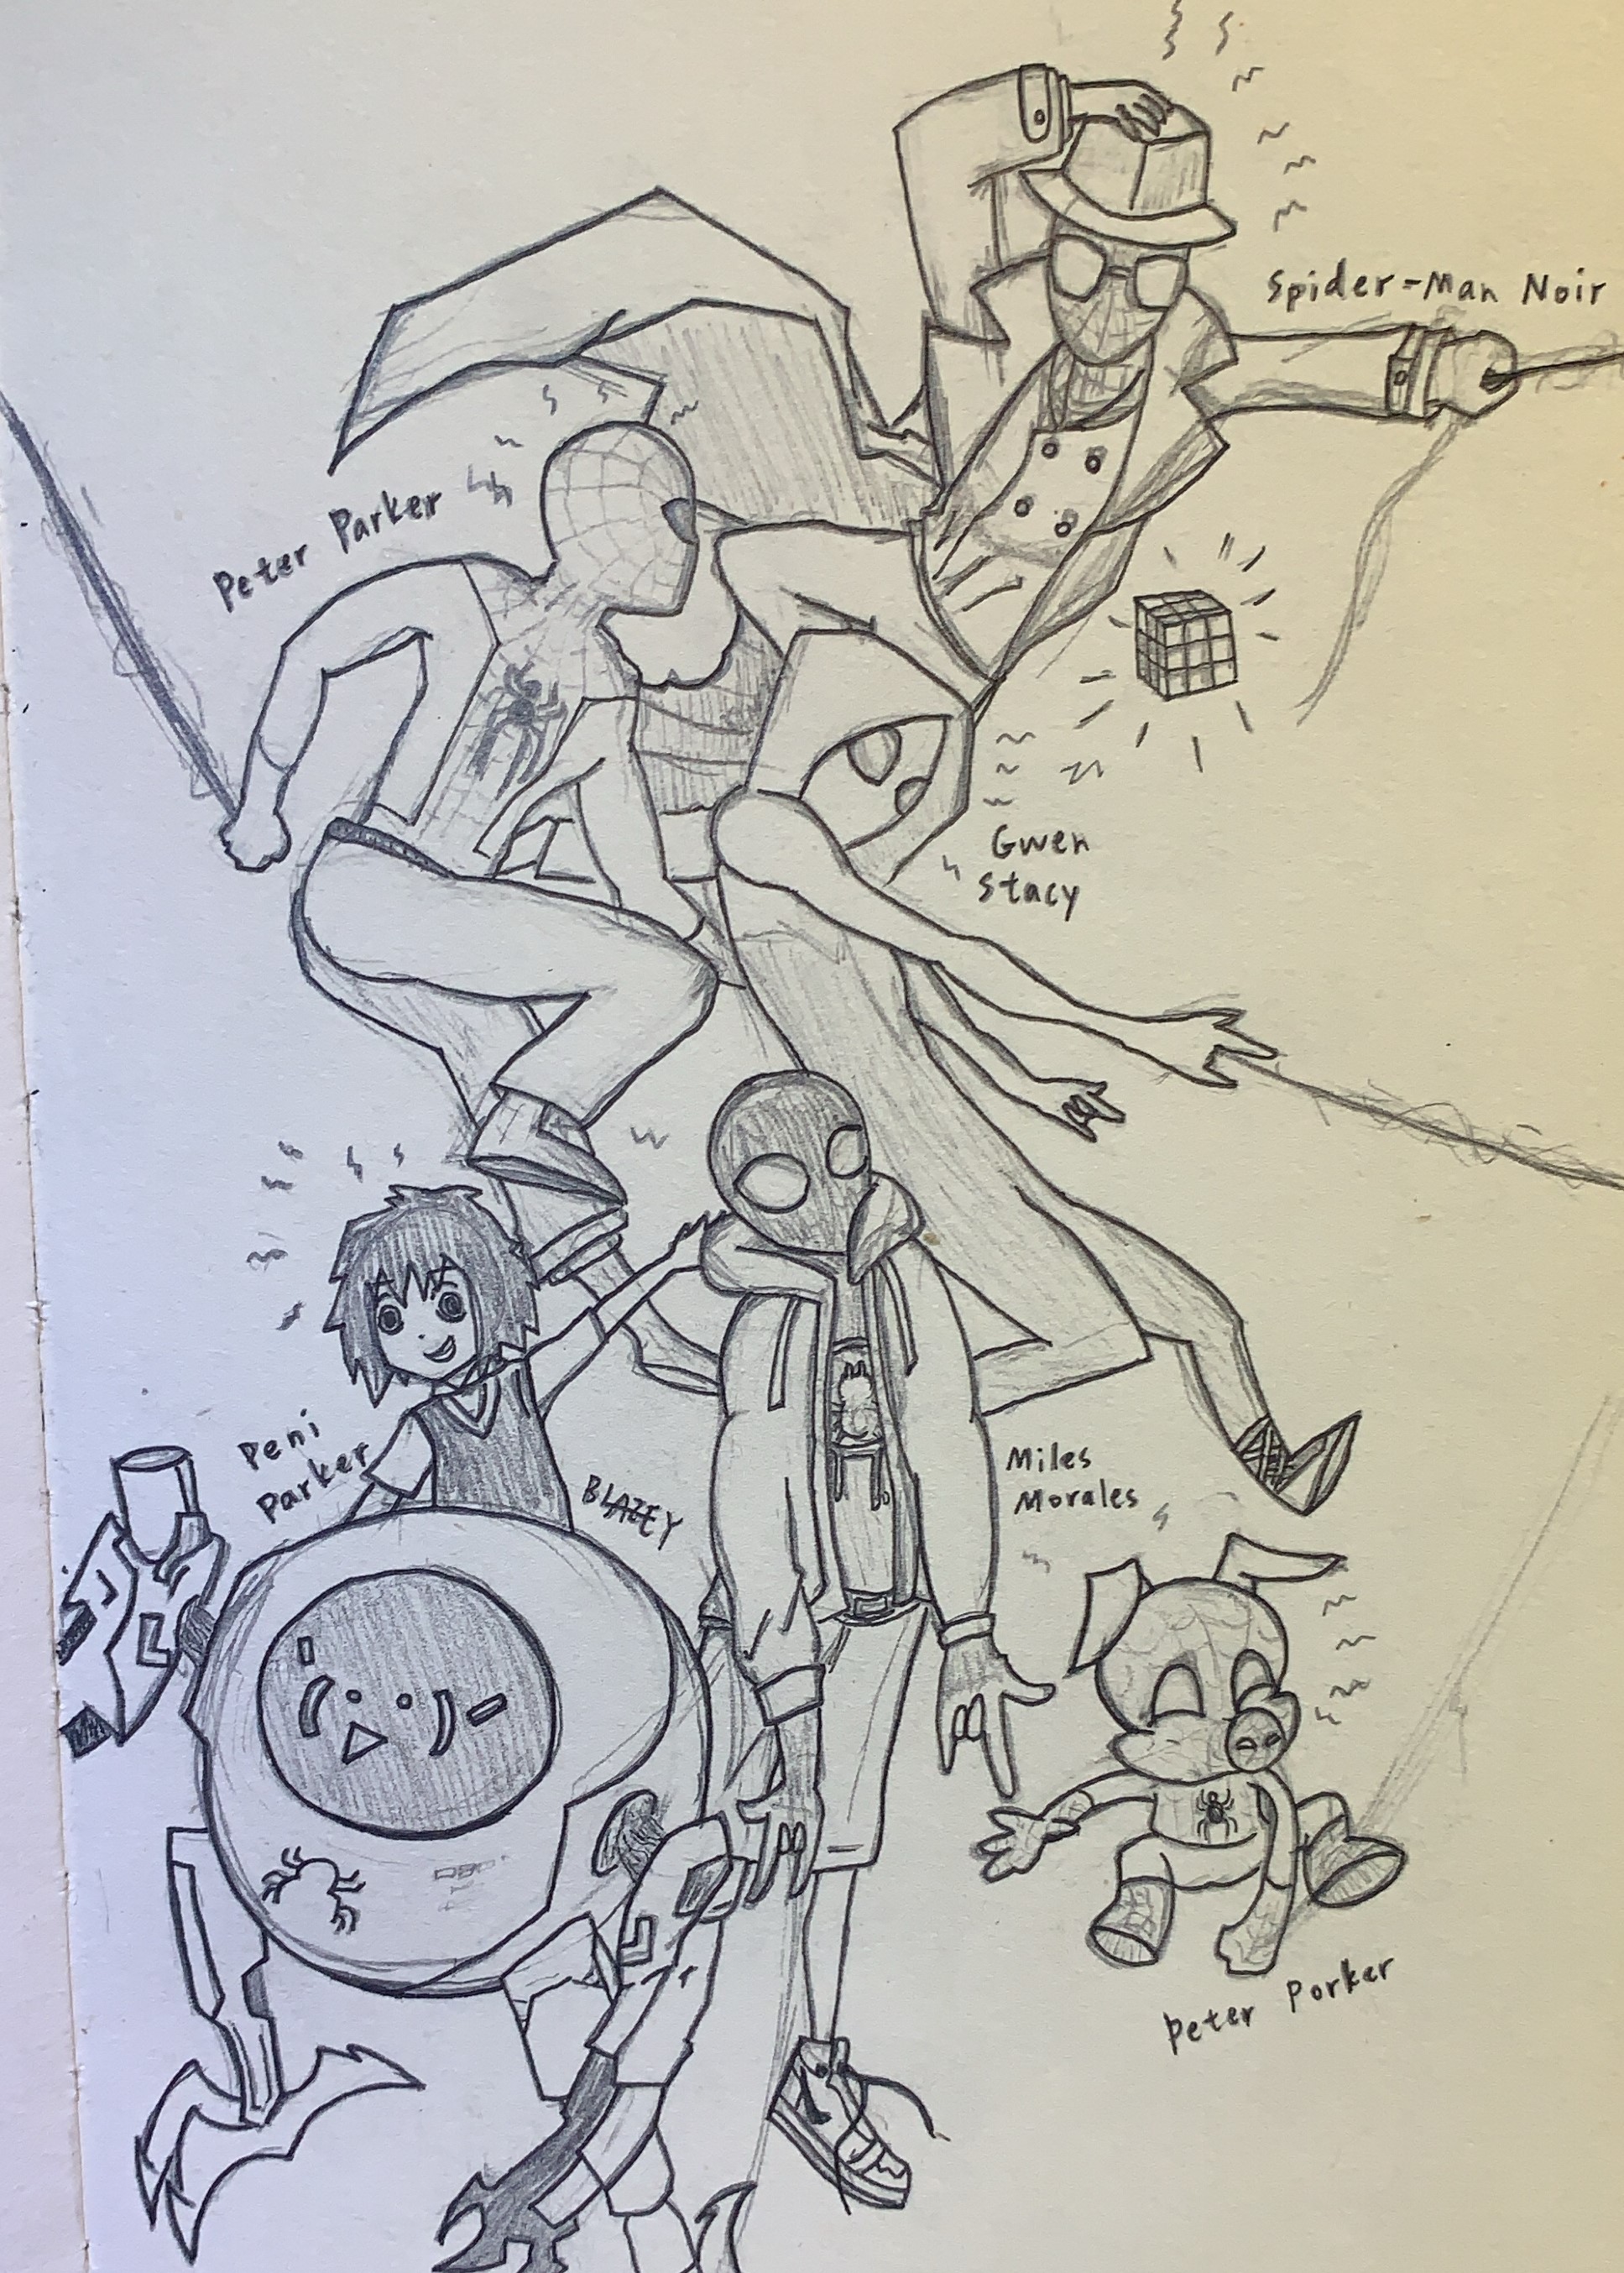 Spider-Man Noir
Peter Parker
Gwen
Stacy
Peni
Parker
BLAZEY
Miles
Morales
Peter Porker